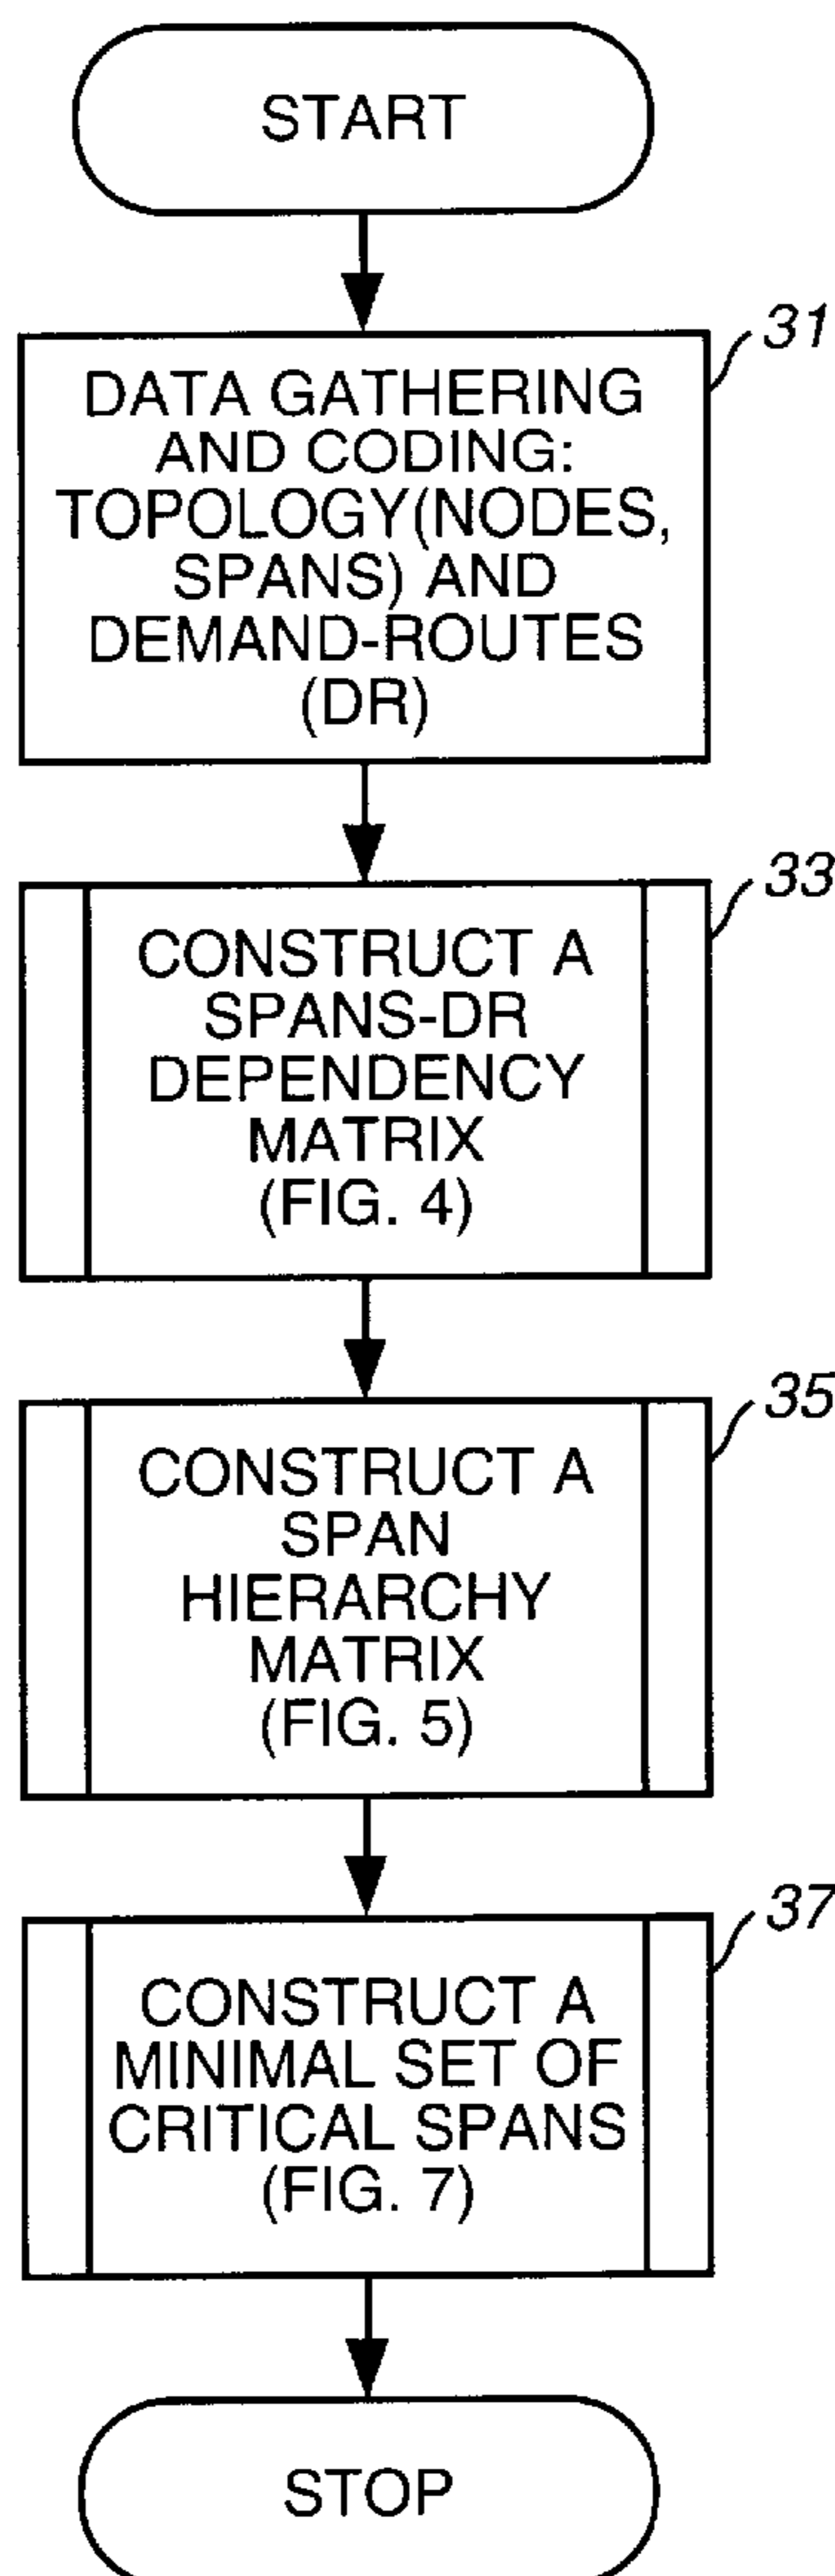 START
31
DATA GATHERING
AND CODING:
TOPOLOGY(NODES,
SPANS) AND
DEMAND-ROUTES
(DR)
33
CONSTRUCT A
SPANS-DR
DEPENDENCY
MATRIX
(FIG. 4)
35
CONSTRUCT A
SPAN
HIERARCHY
MATRIX
(FIG. 5)
37
CONSTRUCT A
MINIMAL SET OF
CRITICAL SPANS
(FIG. 7)
STOP